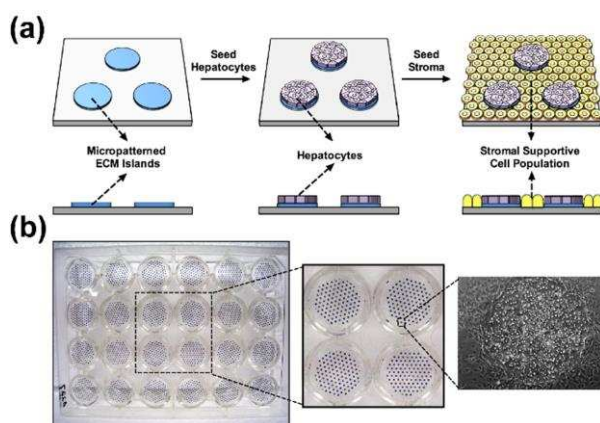 (a)
Seed
Hepatocytes
Seed
Stroma
Micropatterned
ECM Islands
Hepatocytes
Stromal Supportive
Cell Population
(b)